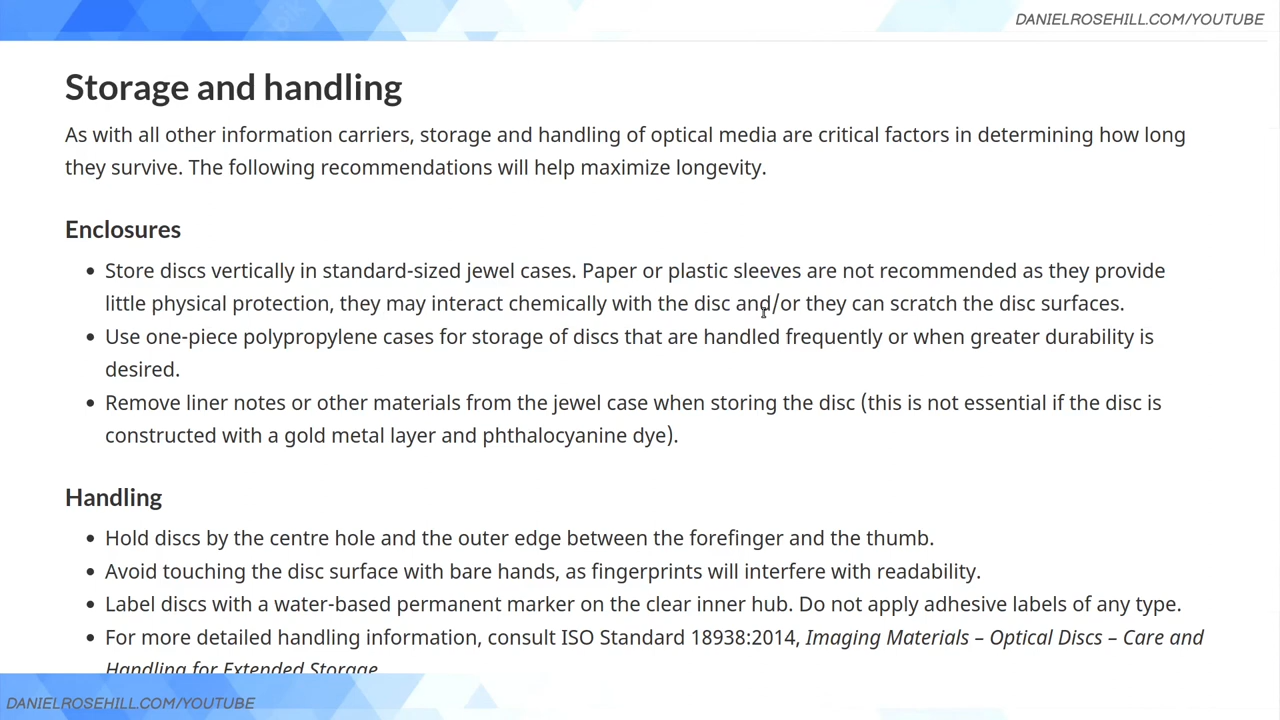 DANIELROSEHILL.COM/YOUTUBE
Storage and handling
As with all other information carriers, storage and handling of optical media are critical factors in determining how long
they survive. The following recommendations will help maximize longevity.
Enclosures
• Store discs vertically in standard-sized jewel cases. Paper or plastic sleeves are not recommended as they provide
little physical protection, they may interact chemically with the disc and/or they can scratch the disc surfaces.
• Use one-piece polypropylene cases for storage of discs that are handled frequently or when greater durability is
desired.
• Remove liner notes or other materials from the jewel case when storing the disc (this is not essential if the disc is
constructed with a gold metal layer and phthalocyanine dye).
Handling
• Hold discs by the centre hole and the outer edge between the forefinger and the thumb.
• Avoid touching the disc surface with bare hands, as fingerprints will interfere with readability.
• Label discs with a water-based permanent marker on the clear inner hub. Do not apply adhesive labels of any type.
• For more detailed handling information, consult ISO Standard 18938:2014, Imaging Materials – Optical Discs – Care and
Handling for Extended Storage
DANIELROSEHILL.COM/YOUTUBE